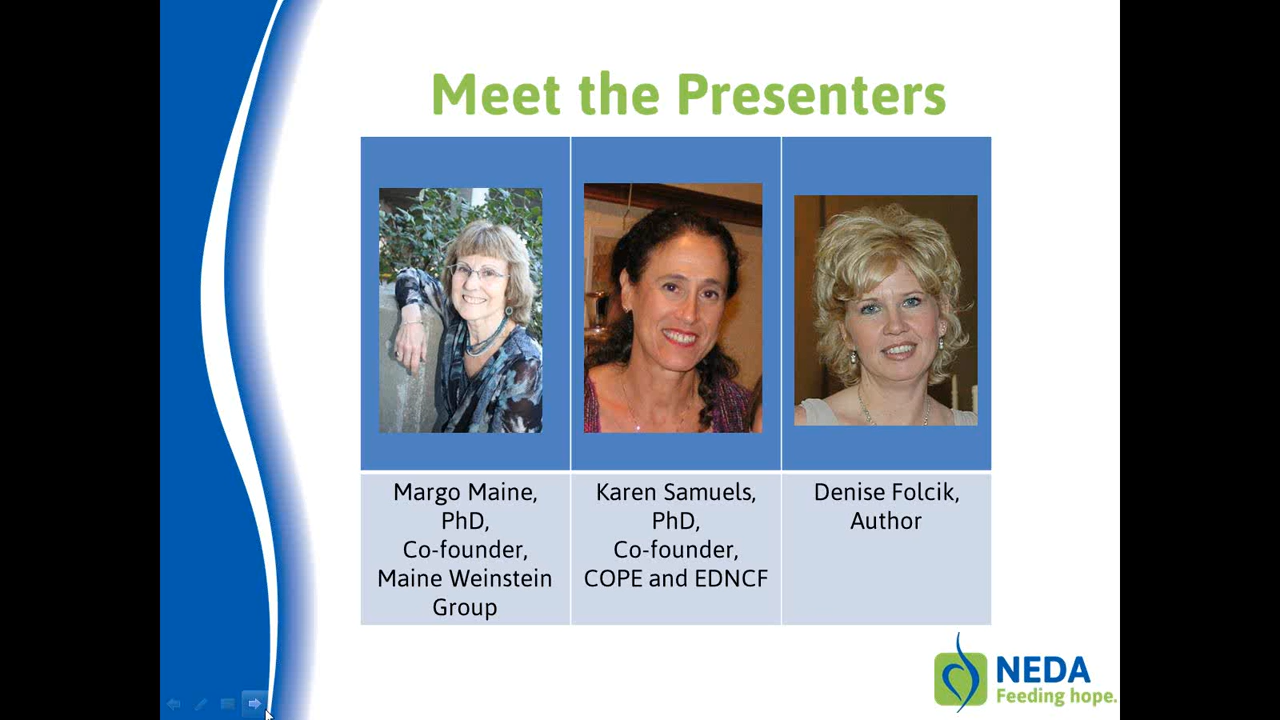 Meet the Presenters
Margo Maine,
PhD,
Co-founder,
Maine Weinstein
Group
Karen Samuels,
PhD,
Co-founder,
COPE and EDNCF
Denise Folcik,
Author
NEDA
Feeding hope.